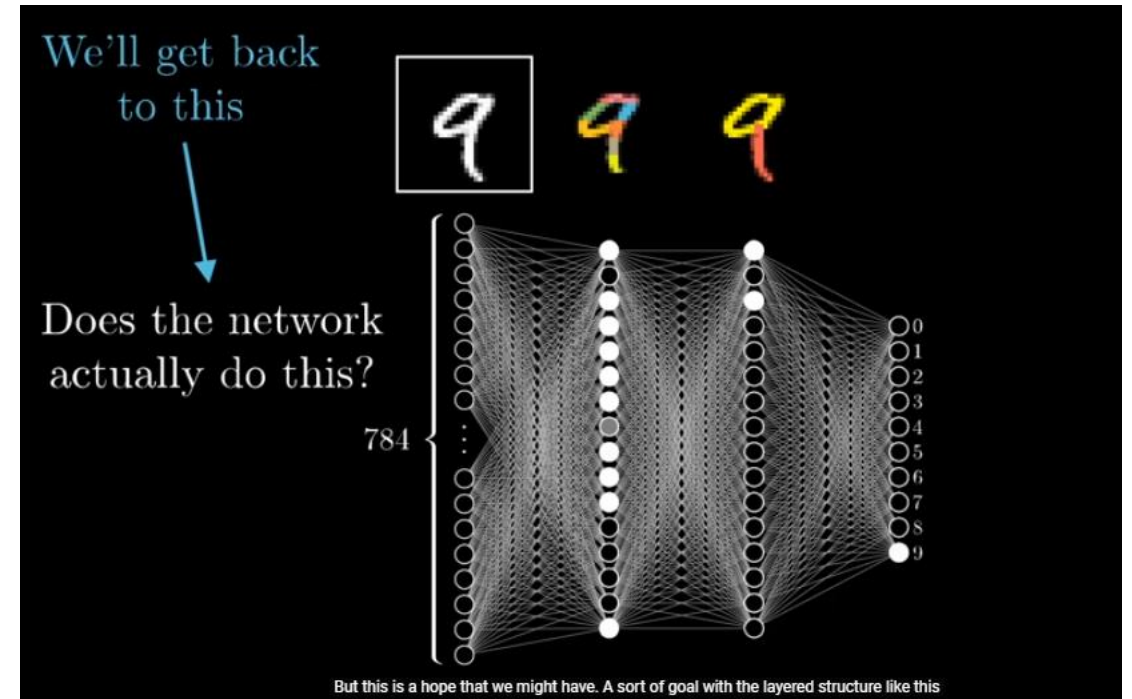 We'll get back
to this
Does the network
actually do this?
784
0
1
2
3
4
5
6
7
8
9
But this is a hope that we might have. A sort of goal with the layered structure like this